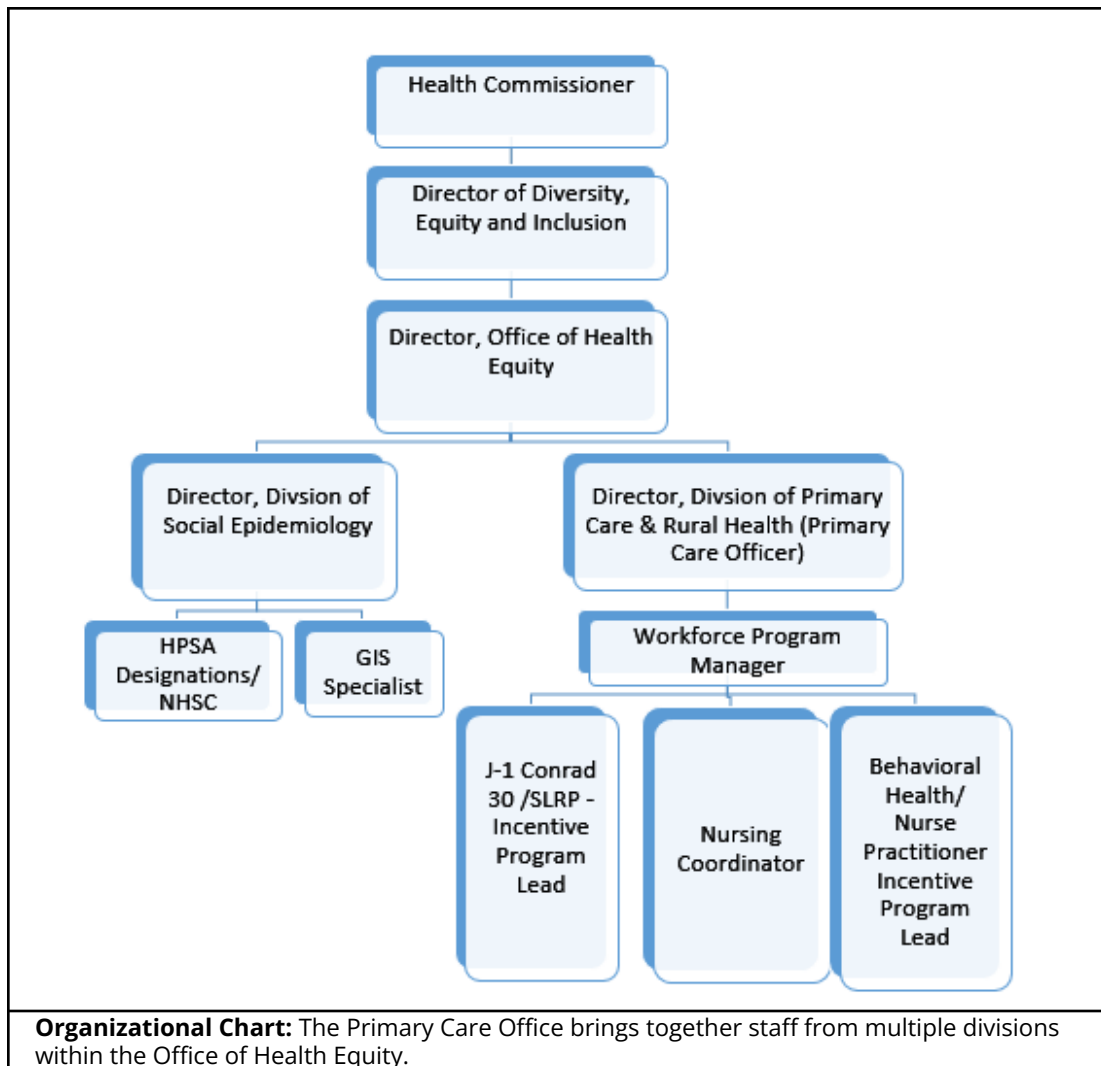 Health Commissioner
Director of Diversity,
Equity and Inclusion
Director, Office of Health
Equity
Director, Divsion of
Social Epidemiology
Director, Divsion of Primary
Care & Rural Health (Primary
Care Officer)
HPSA
Designations/
NHSC
GIS
Specialist
Workforce Program
Manager
J-1 Conrad
30 /SLRP -
Incentive
Program
Lead
Nursing
Coordinator
Behavioral
Health/
Nurse
Practitioner
Incentive
Program
Lead
Organizational Chart: The Primary Care Office brings together staff from multiple divisions
within the Office of Health Equity.